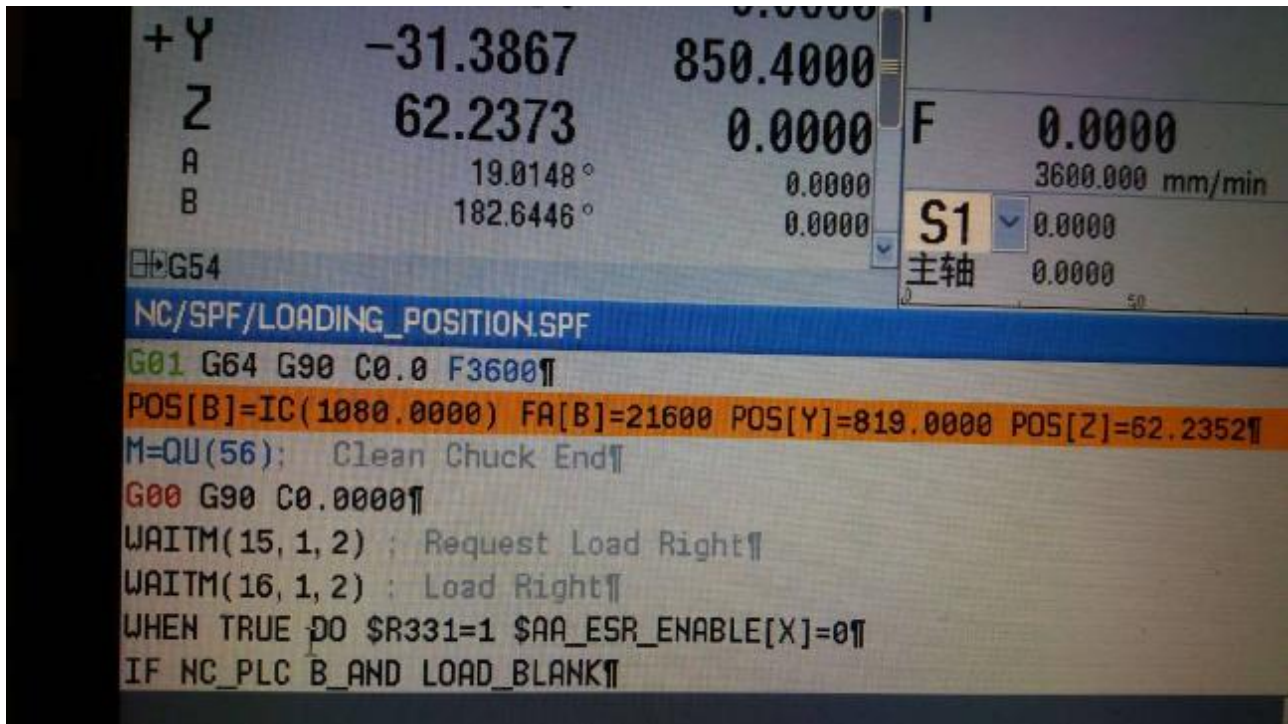 +Y -31.3867 850.4000
Z 62.2373 0.0000 F 0.0000
A 19.0148° 0.0000 3600.000 mm/min
B 182.6446° 0.0000 S1 0.0000
G54 主轴 0.0000
50
NC/SPF/LOADING_POSITION.SPF
G01 G64 G90 C0.0 F3600¶
POS[B]=IC(1080.0000) FA[B]=21600 POS[Y]=819.0000 POS[Z]=62.2352¶
M=QU(56); Clean Chuck End¶
G00 G90 C0.0000¶
WAITM(15,1,2) ; Request Load Right¶
WAITM(16,1,2) ; Load Right¶
WHEN TRUE DO $R331=1 $AA_ESR_ENABLE[X]=0¶
IF NC_PLC B_AND LOAD_BLANK¶